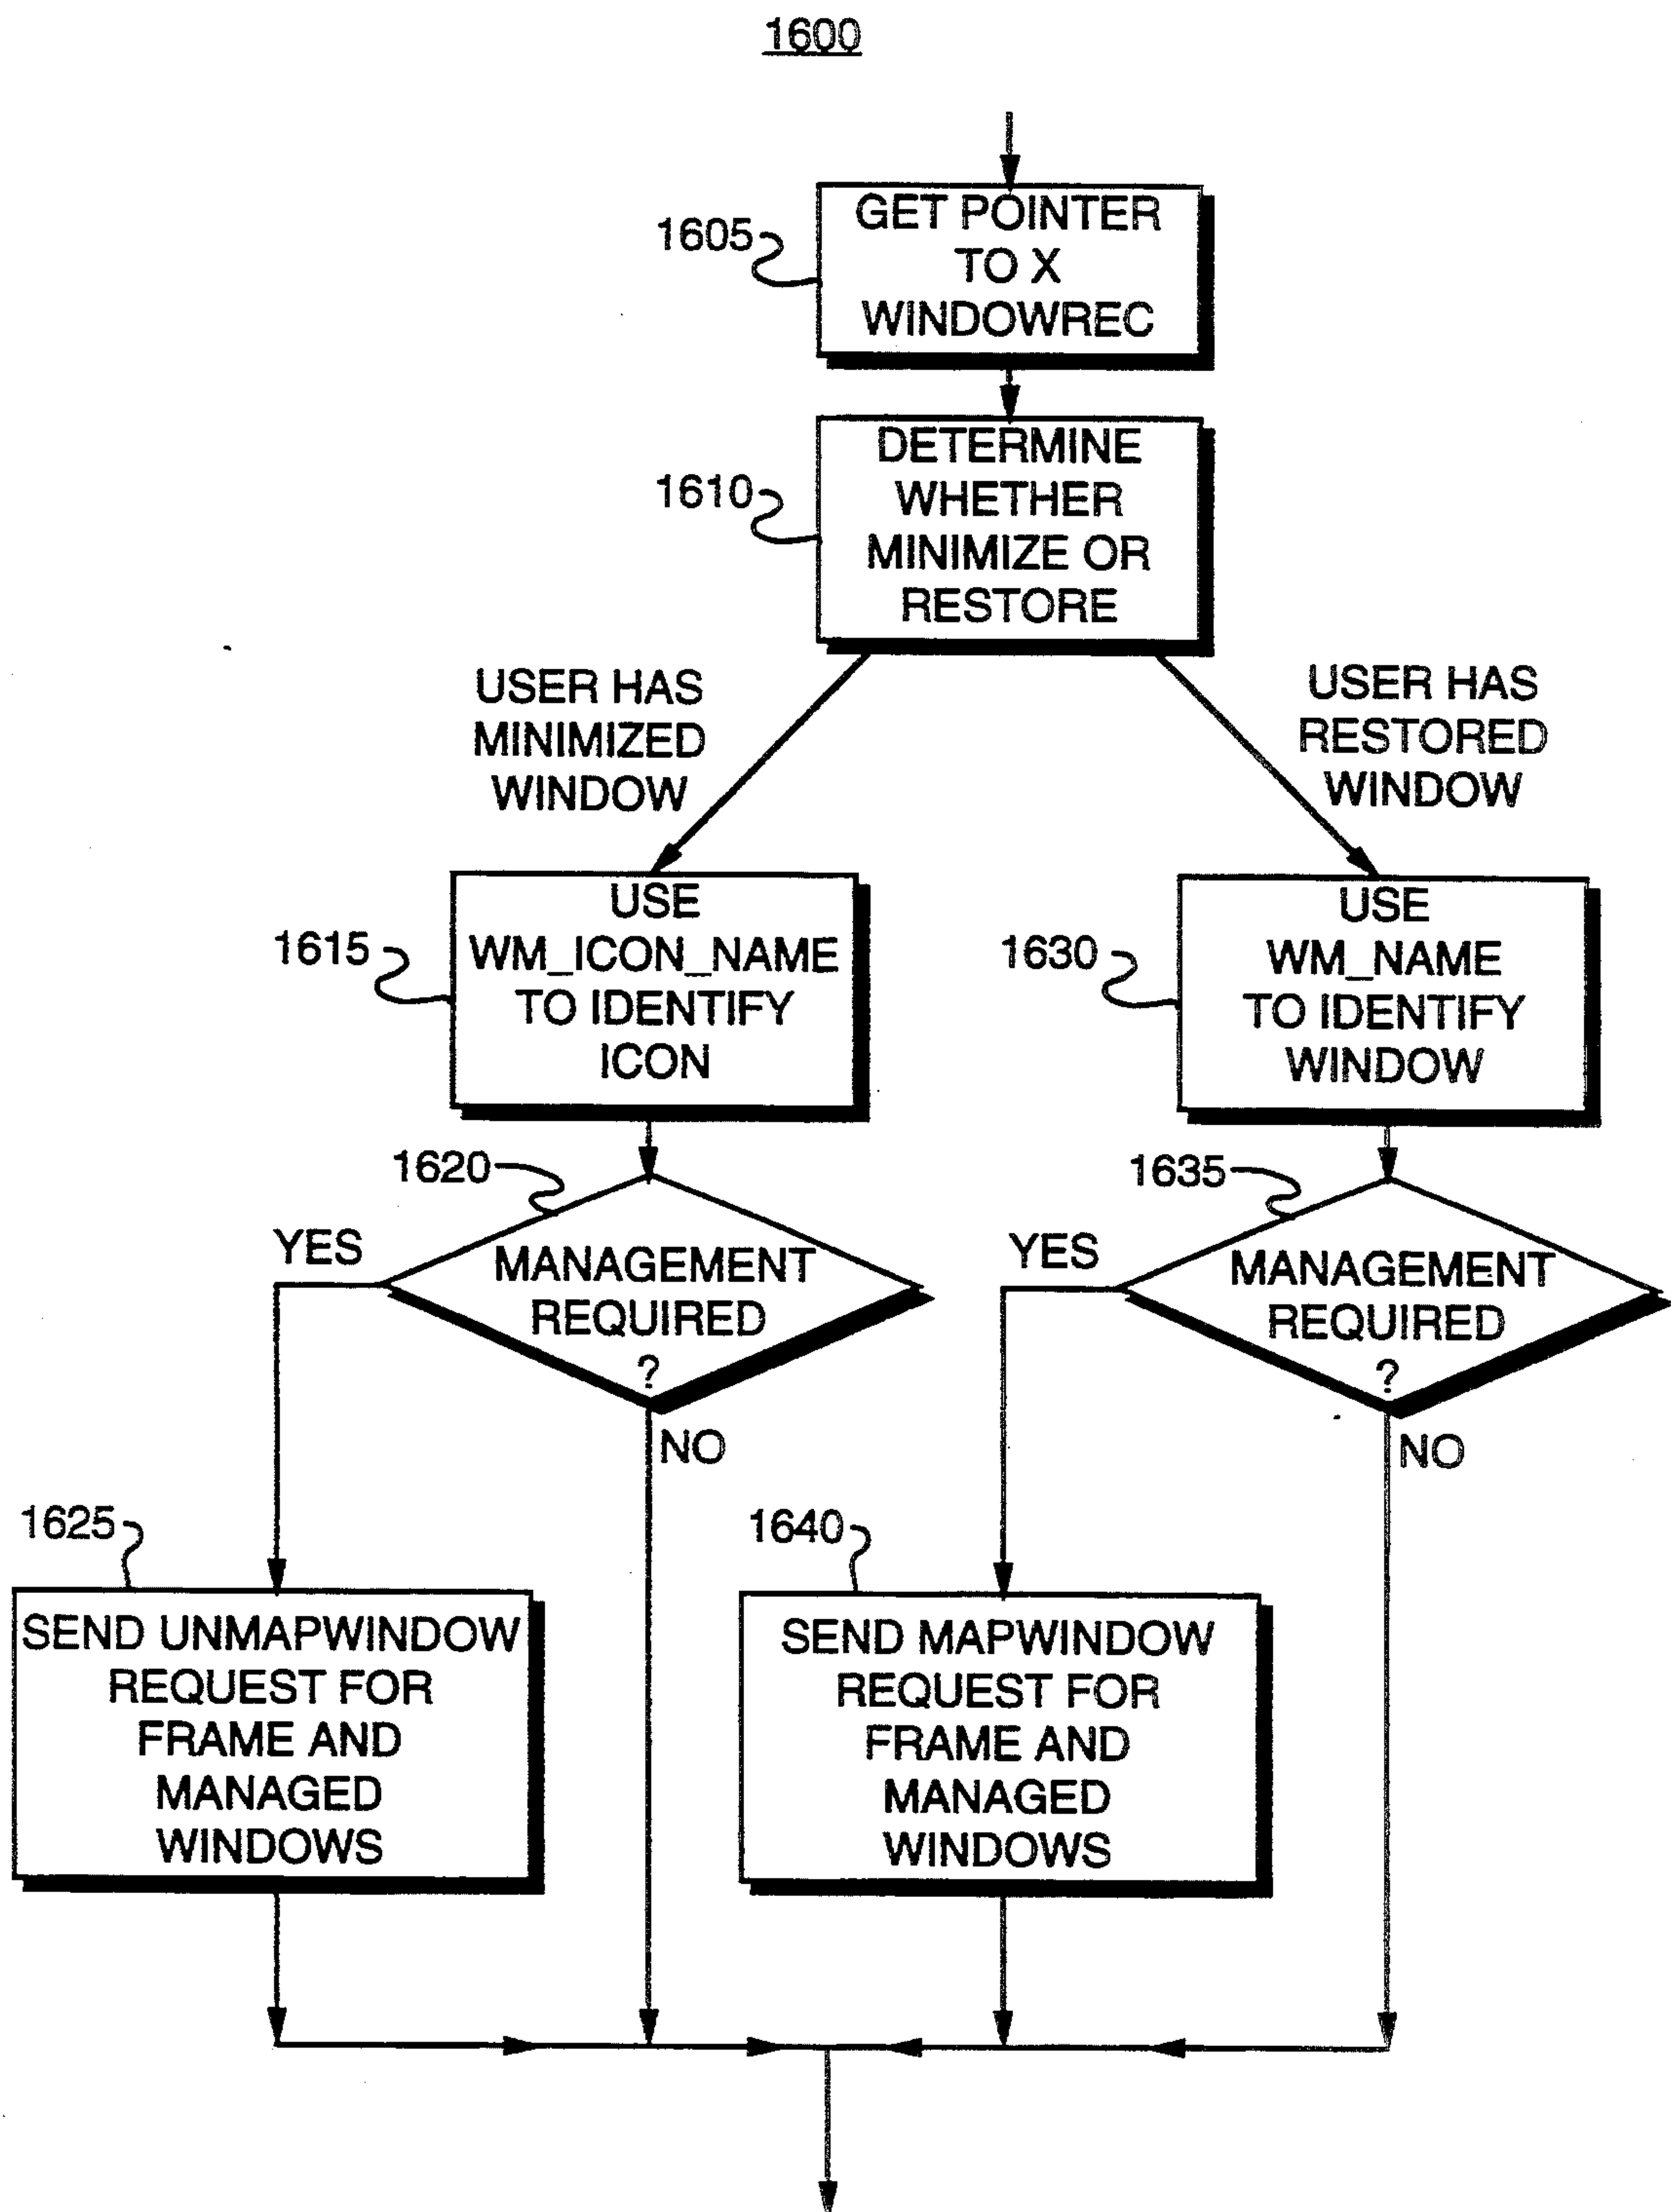 1600
1605
GET POINTER
TO X
WINDOWREC
1610
DETERMINE
WHETHER
MINIMIZE OR
RESTORE
USER HAS
MINIMIZED
WINDOW
USER HAS
RESTORED
WINDOW
1615
USE
WM_ICON_NAME
TO IDENTIFY
ICON
1630
USE
WM_NAME
TO IDENTIFY
WINDOW
1620
YES
MANAGEMENT
REQUIRED
?
NO
1635
YES
MANAGEMENT
REQUIRED
?
NO
1625
SEND UNMAPWINDOW
REQUEST FOR
FRAME AND
MANAGED
WINDOWS
1640
SEND MAPWINDOW
REQUEST FOR
FRAME AND
MANAGED
WINDOWS